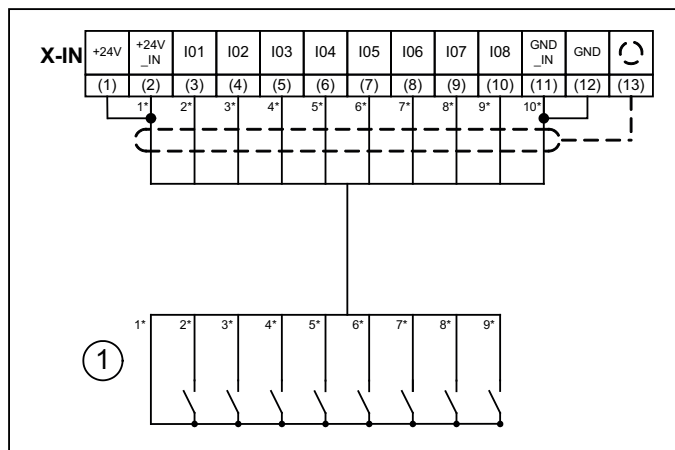 X-IN +24V +24V I01 I02 I03 I04 I05 I06 I07 I08 GND GND
_IN _IN
(1) (2) (3) (4) (5) (6) (7) (8) (9) (10) (11) (12) (13)
1* 2* 3* 4* 5* 6* 7* 8* 9* 10*
1* 2* 3* 4* 5* 6* 7* 8* 9*
1